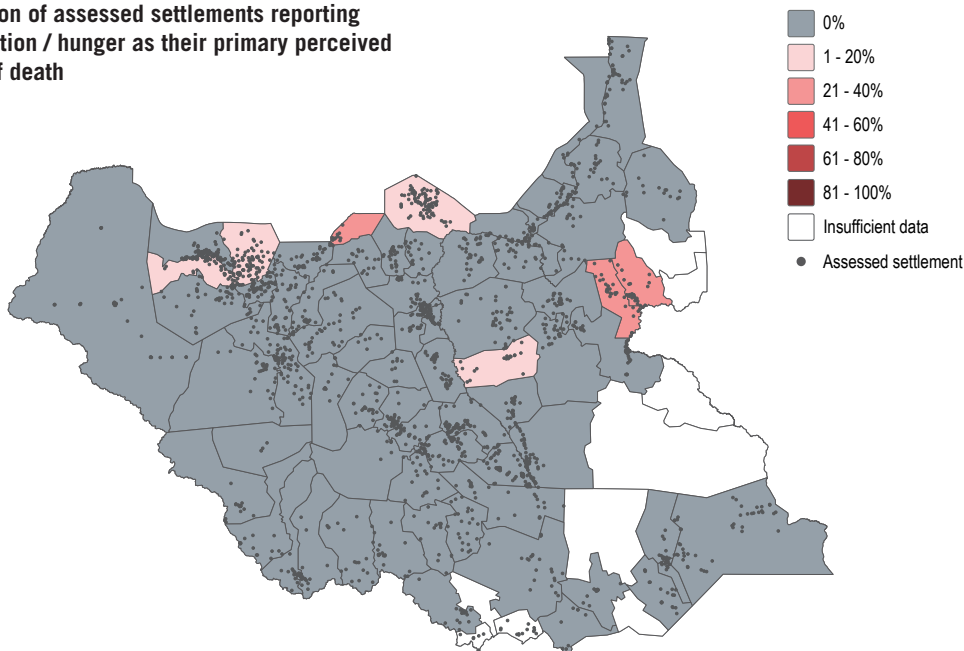 on of assessed settlements reporting
tion / hunger as their primary perceived
f death
0%
1 - 20%
21 - 40%
41 - 60%
61 - 80%
81 - 100%
Insufficient data
Assessed settlement